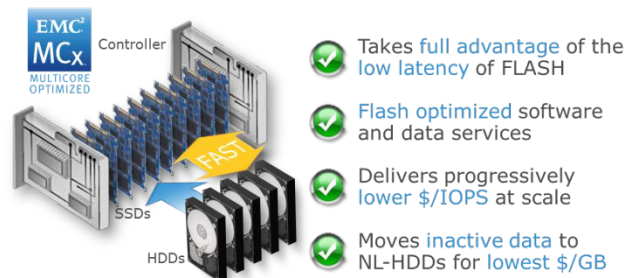 EMC²
MCx
MULTICORE
OPTIMIZED
Controller
FAST
SSDs
HDDs
Takes full advantage of the
low latency of FLASH
Flash optimized software
and data services
Delivers progressively
lower $/IOPS at scale
Moves inactive data to
NL-HDDs for lowest $/GB